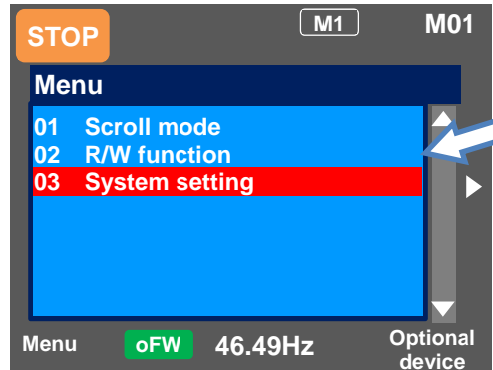 STOP M1 M01
Menu
01 Scroll mode
02 R/W function
03 System setting
Menu oFW 46.49Hz Optional
device